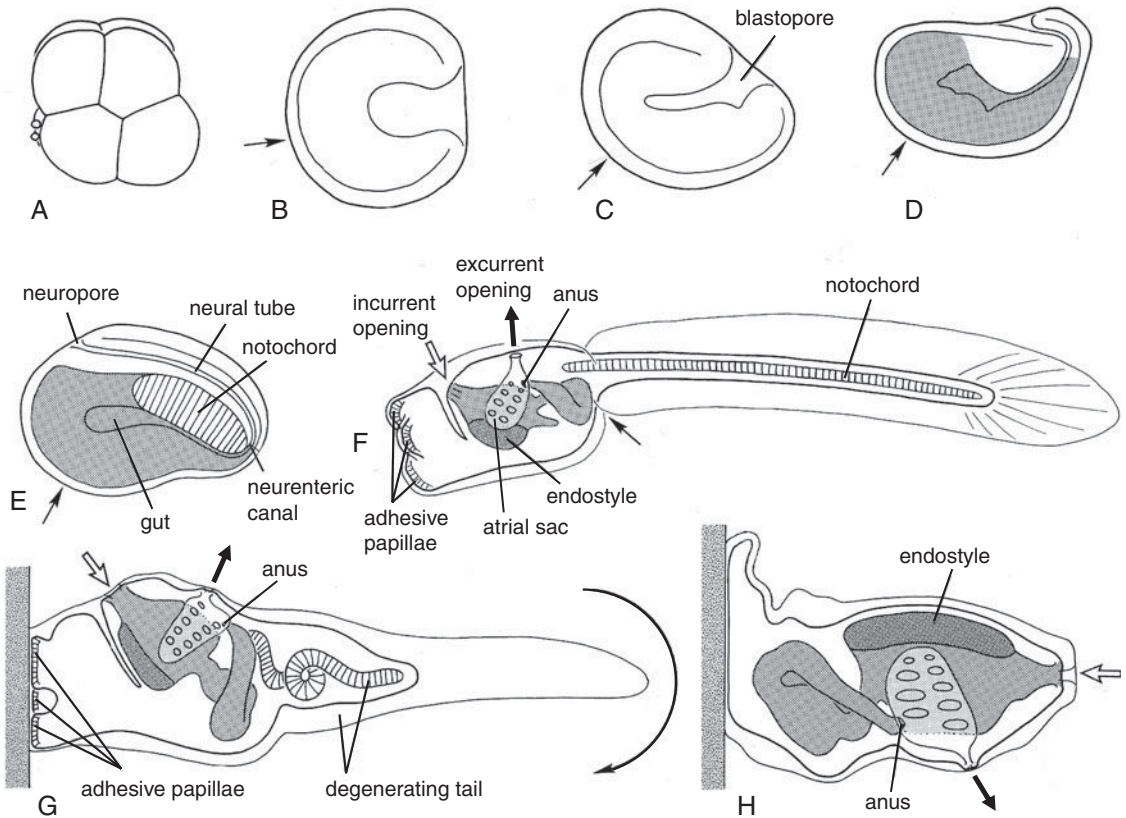 blastopore
A
B
C
D
neuropore
neural tube
notochord
E
gut
neurenteric
canal
excurrent
opening
anus
incurrent
opening
notochord
F
adhesive
papillae
atrial sac
endostyle
anus
G
adhesive papillae
degenerating tail
endostyle
anus
H